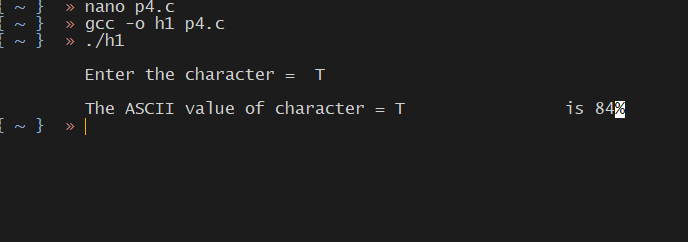 [ ~ } » nano p4.c
[ ~ } » gcc -o h1 p4.c
[ ~ } » ./h1
Enter the character =  T
The ASCII value of character = T                is 84%
[ ~ } »